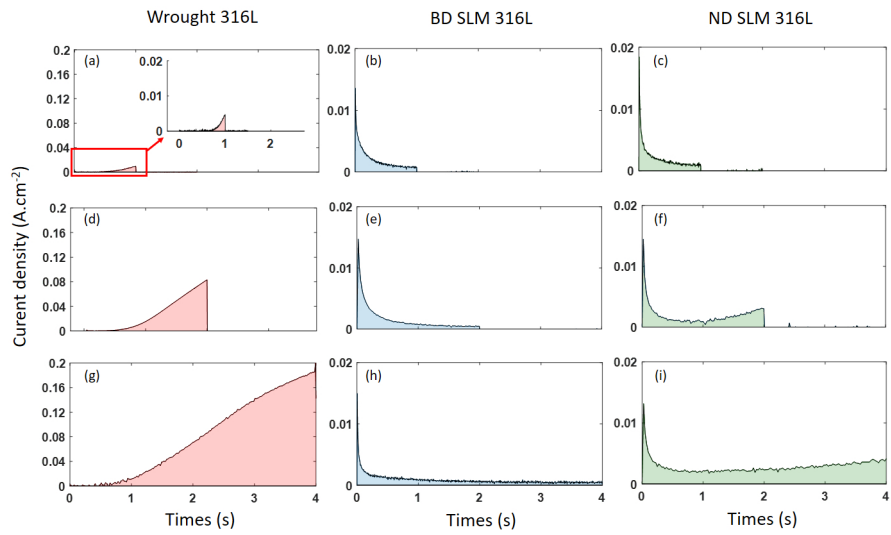 Wrought 316L
BD SLM 316L
ND SLM 316L
Curent density (A.cm-2)
(a)
0.2
0.16
0.12
0.08
0.04
0
0.02
0.01
0
0 1 2
(b)
0.02
0.01
0
(c)
0.02
0.01
0
(d)
0.2
0.16
0.12
0.08
0.04
0
(e)
0.02
0.01
0
(f)
0.02
0.01
0
(g)
0.2
0.16
0.12
0.08
0.04
0
0 1 2 3 4
Times (s)
(h)
0.02
0.01
0
0 1 2 3 4
Times (s)
(i)
0.02
0.01
0
0 1 2 3 4
Times (s)